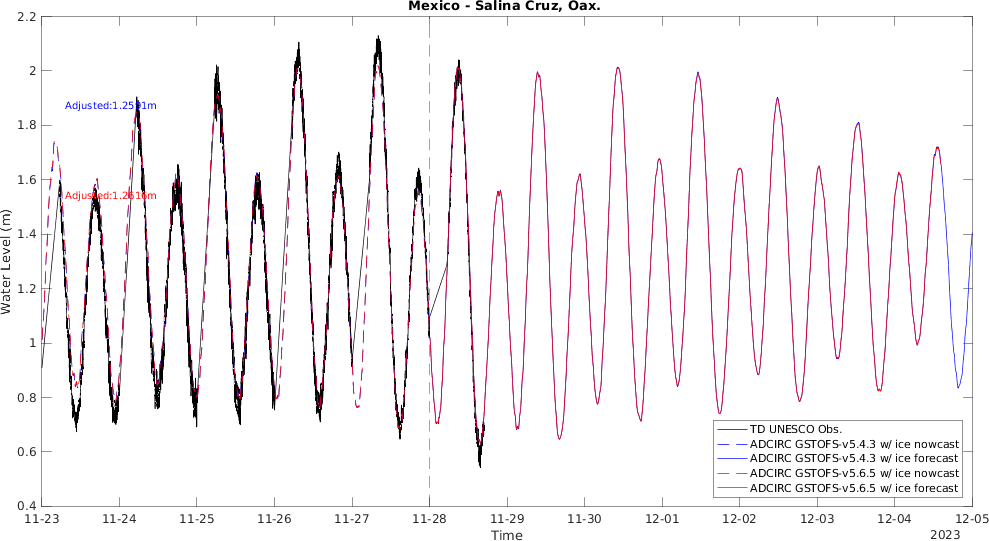 Mexico - Salina Cruz, Oax.
Water Level (m)
2.2
2
1.8
1.6
1.4
1.2
1
0.8
0.6
0.4
Adjusted:1.2591m
Adjusted:1.2616m
TD UNESCO Obs.
ADCIRC GSTOFS-v5.4.3 w/ ice nowcast
ADCIRC GSTOFS-v5.4.3 w/ ice forecast
ADCIRC GSTOFS-v5.6.5 w/ ice nowcast
ADCIRC GSTOFS-v5.6.5 w/ ice forecast
11-23 11-24 11-25 11-26 11-27 11-28 11-29 11-30 12-01 12-02 12-03 12-04 12-05
Time
2023